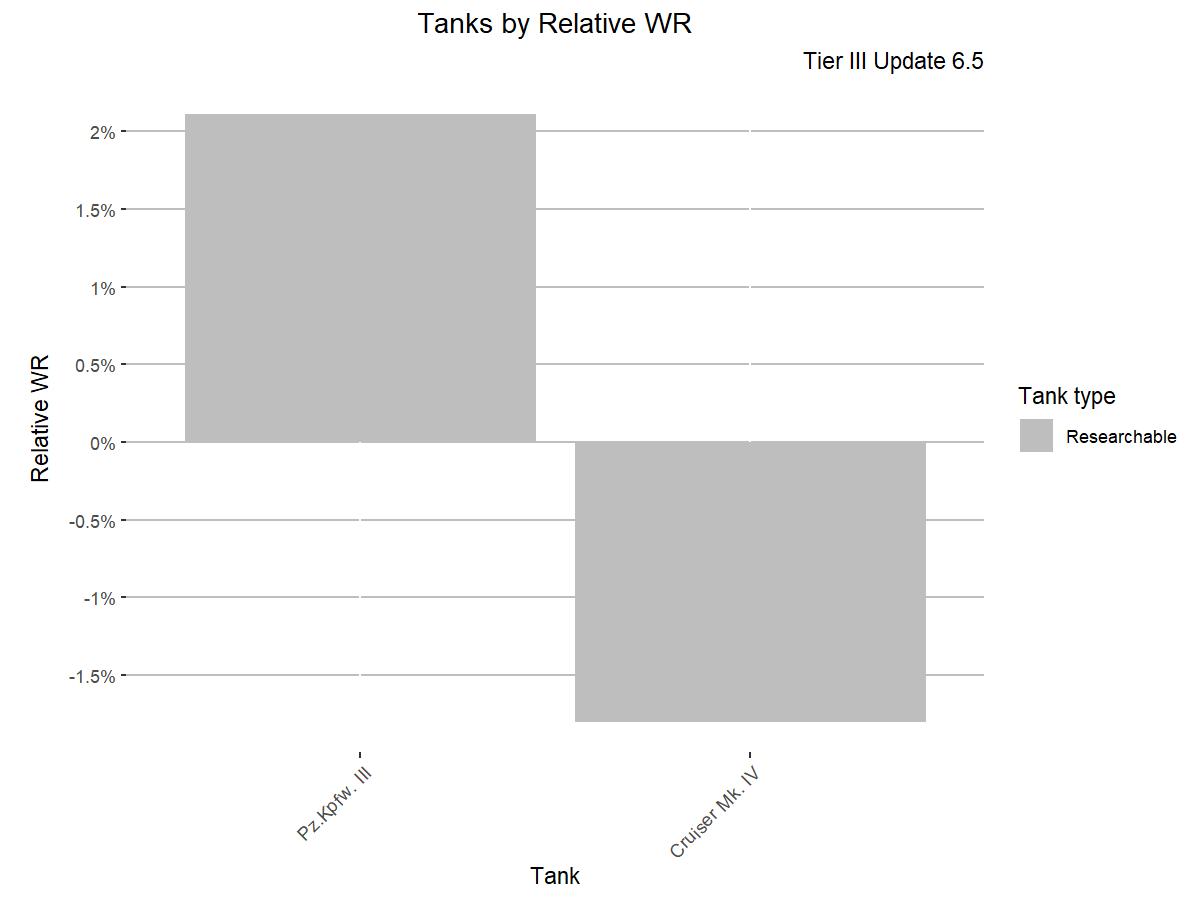 Tanks by Relative WR
Tier III Update 6.5
2%
1.5%
1%
0.5%
0%
-0.5%
-1%
-1.5%
Relative WR
Pz.Kpfw. III
Cruiser Mk. IV
Tank
Tank type
Researchable